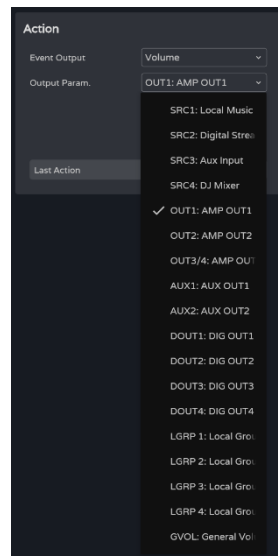 Action
Event Output Volume
Output Param. OUT1: AMP OUT1
SRC1: Local Music
SRC2: Digital Strea
SRC3: Aux Input
Last Action
SRC4: DJ Mixer
OUT1: AMP OUT1
OUT2: AMP OUT2
OUT3/4: AMP OUT
AUX1: AUX OUT1
AUX2: AUX OUT2
DOUT1: DIG OUT1
DOUT2: DIG OUT2
DOUT3: DIG OUT3
DOUT4: DIG OUT4
LGRP 1: Local Grou
LGRP 2: Local Grou
LGRP 3: Local Grou
LGRP 4: Local Grou
GVOL: General Vol